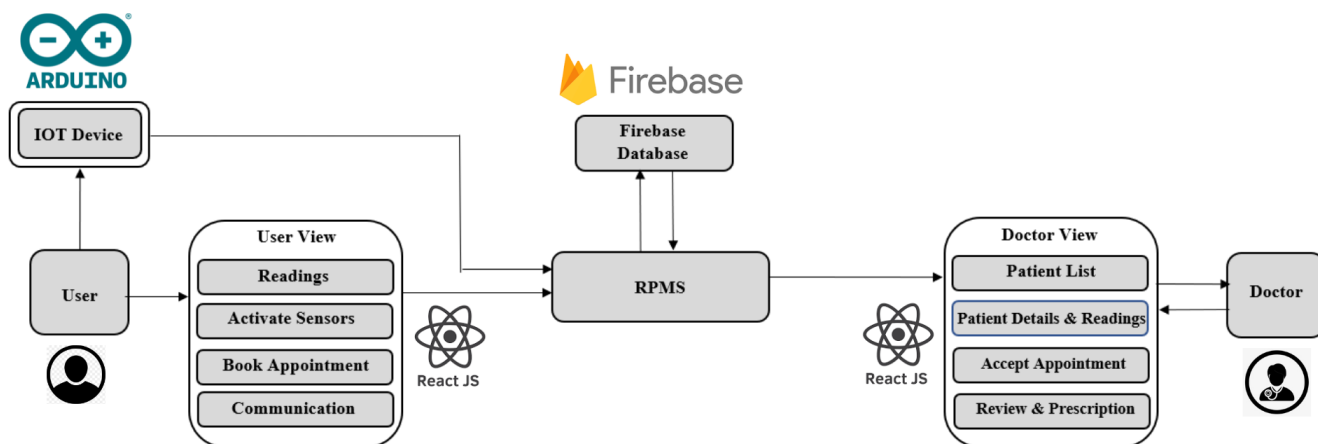 ARDUINO
IOT Device
Firebase
Firebase
Database
User View
Readings
Activate Sensors
Book Appointment
Communication
User
React JS
RPMS
React JS
Doctor View
Patient List
Patient Details & Readings
Accept Appointment
Review & Prescription
Doctor